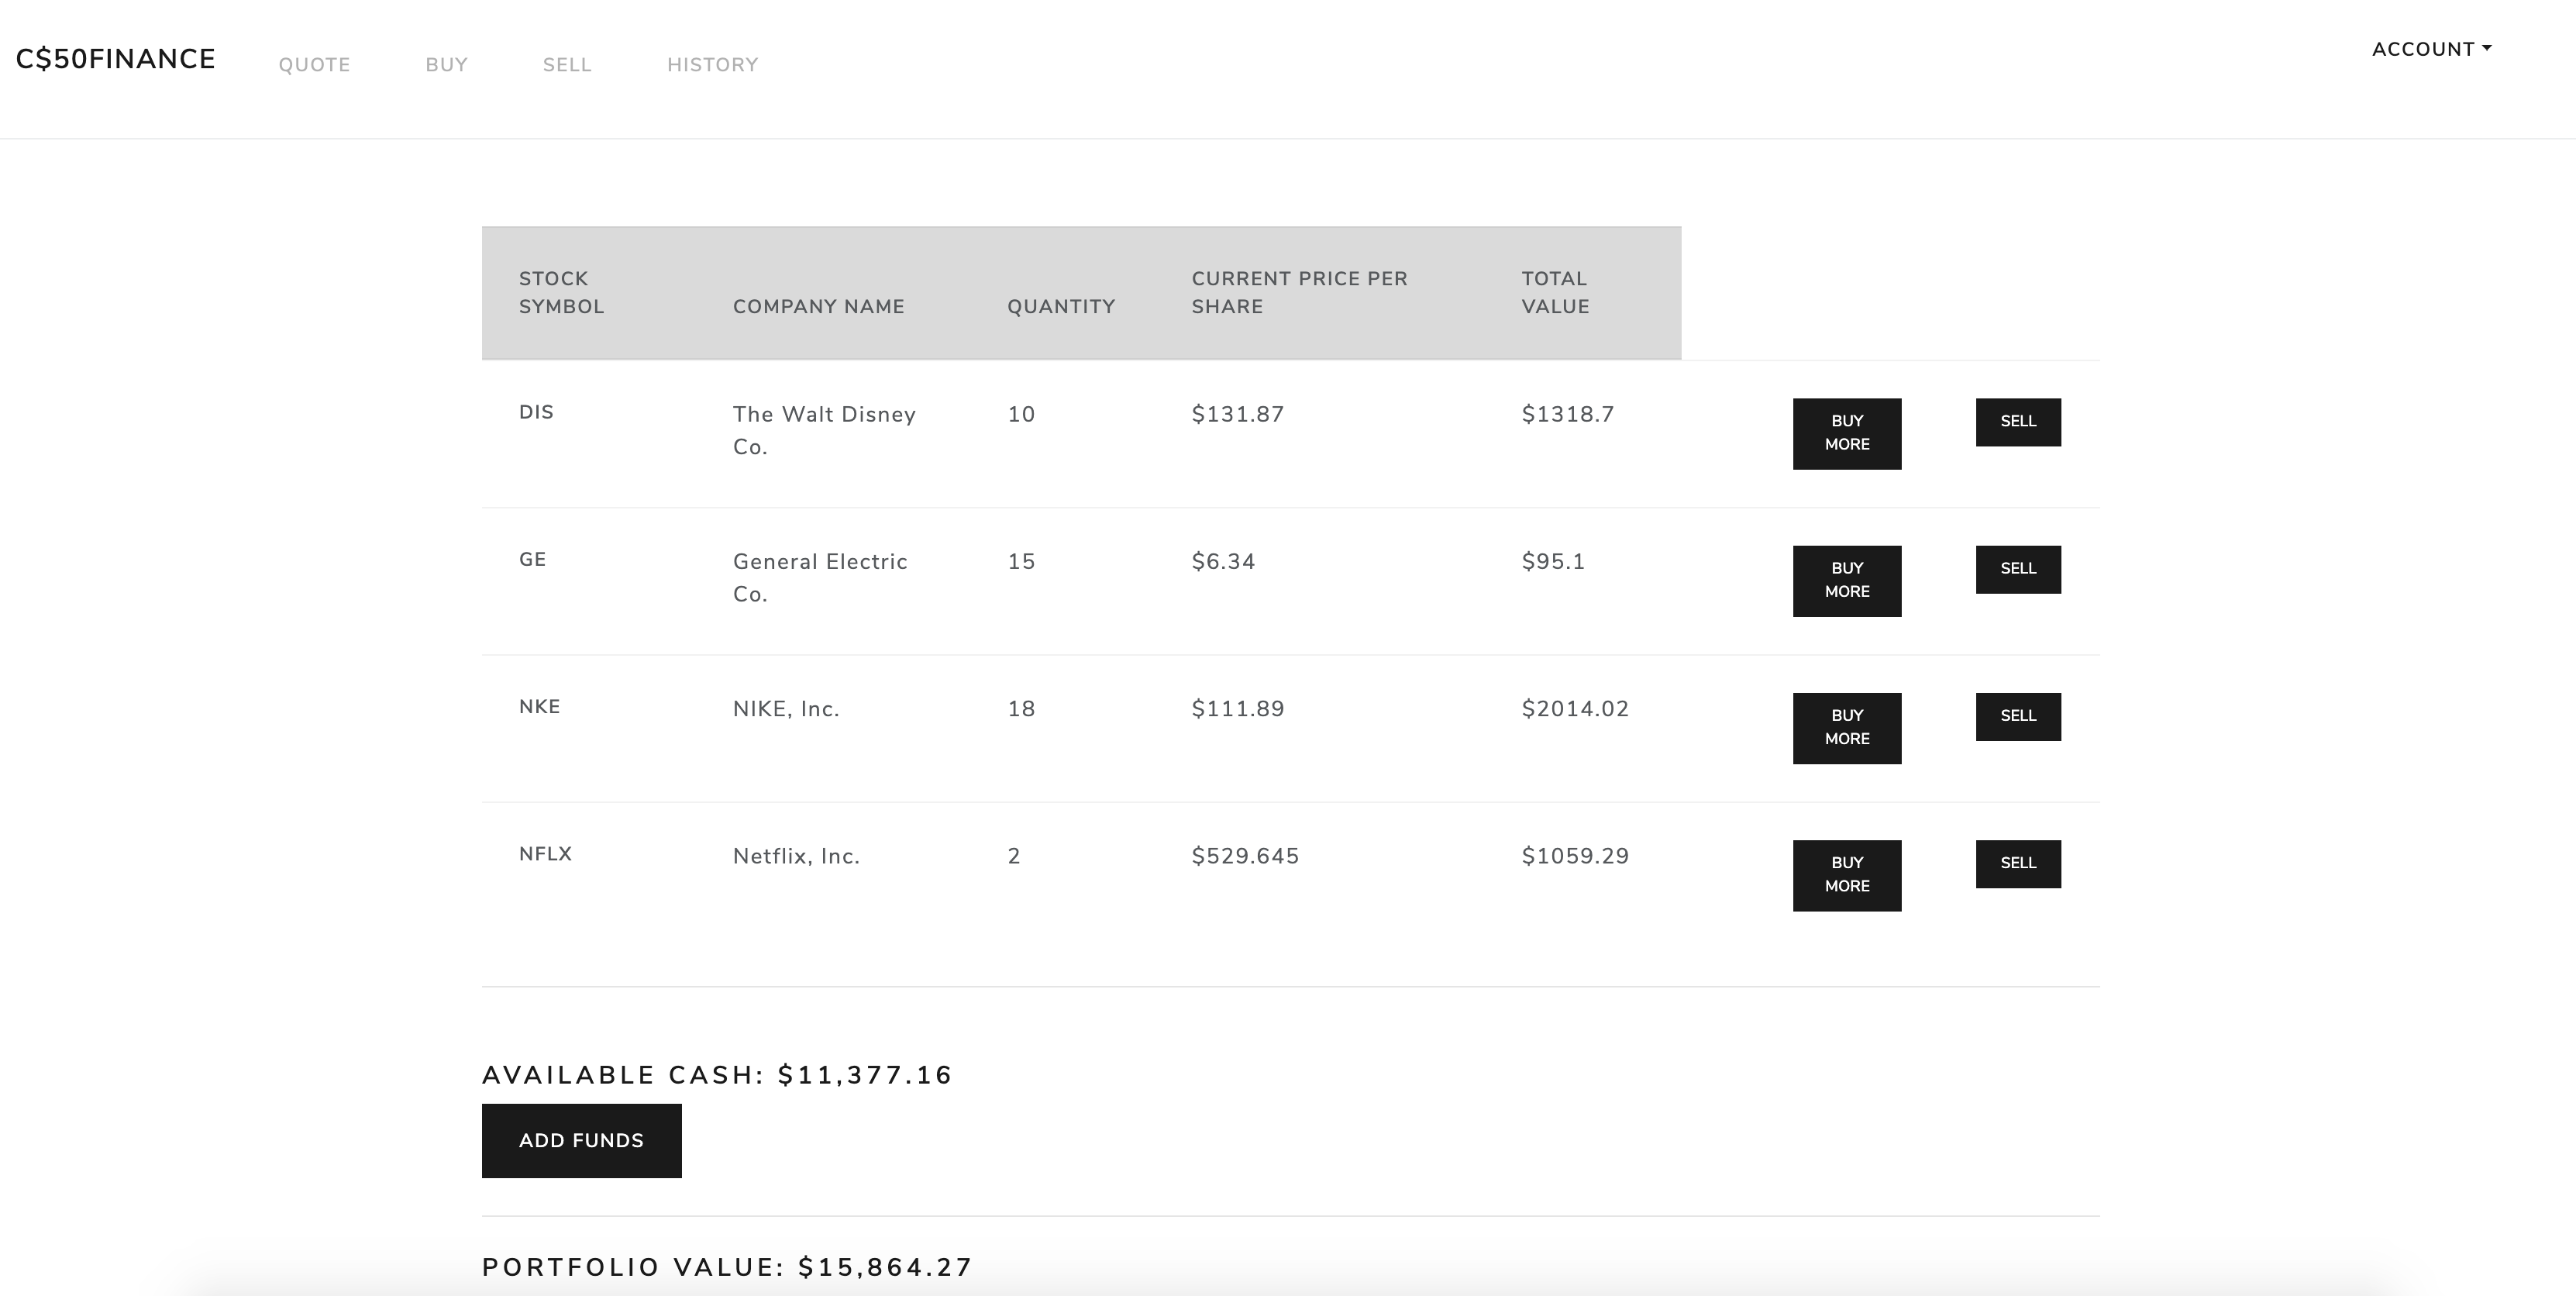 C$50FINANCE QUOTE BUY SELL HISTORY ACCOUNT
STOCK SYMBOL COMPANY NAME QUANTITY CURRENT PRICE PER SHARE TOTAL VALUE
DIS The Walt Disney Co. 10 $131.87 $1318.7 BUY MORE SELL
GE General Electric Co. 15 $6.34 $95.1 BUY MORE SELL
NKE NIKE, Inc. 18 $111.89 $2014.02 BUY MORE SELL
NFLX Netflix, Inc. 2 $529.645 $1059.29 BUY MORE SELL
AVAILABLE CASH: $11,377.16
ADD FUNDS
PORTFOLIO VALUE: $15,864.27